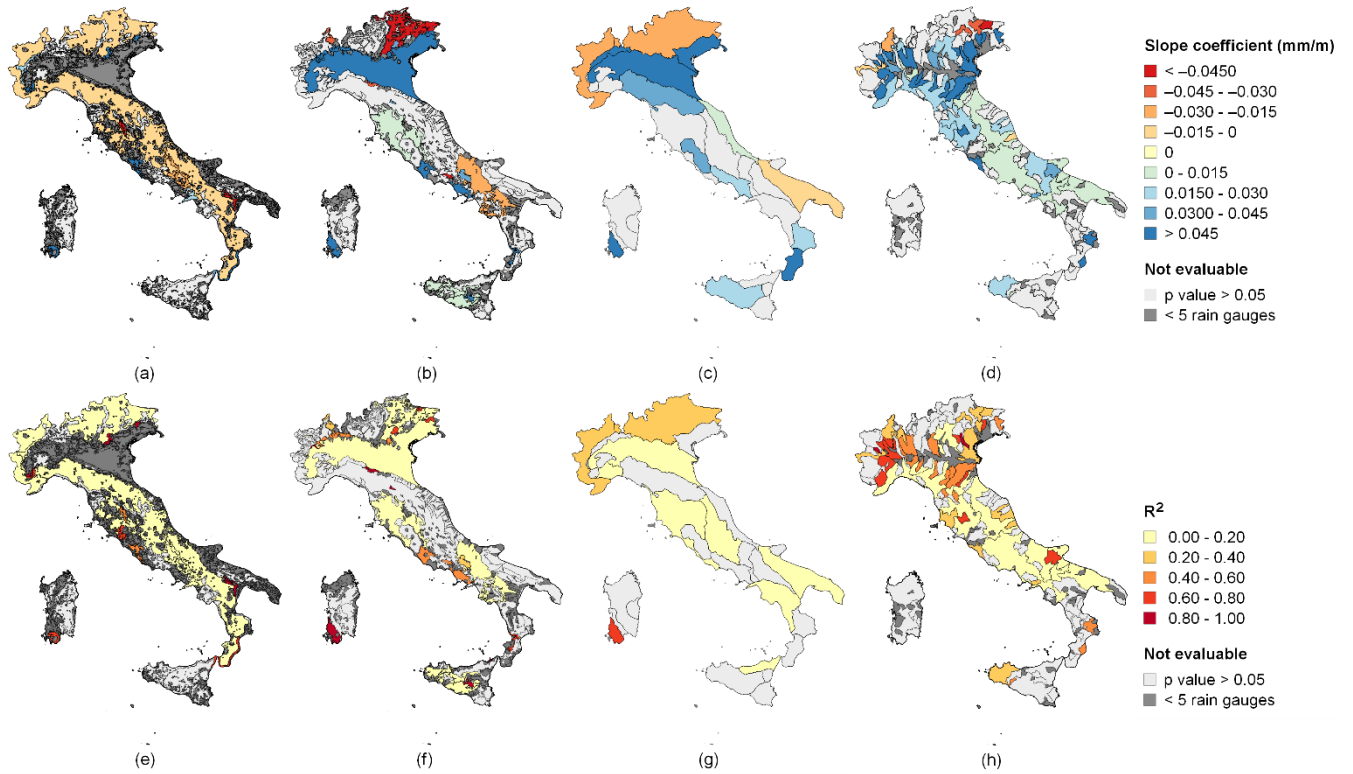 Slope coefficient (mm/m)
< –0.0450
–0.045 - –0.030
–0.030 - –0.015
–0.015 - 0
0
0 - 0.015
0.0150 - 0.030
0.0300 - 0.045
> 0.045
Not evaluable
p value > 0.05
< 5 rain gauges
(a)
(b)
(c)
(d)
R²
0.00 - 0.20
0.20 - 0.40
0.40 - 0.60
0.60 - 0.80
0.80 - 1.00
Not evaluable
p value > 0.05
< 5 rain gauges
(e)
(f)
(g)
(h)